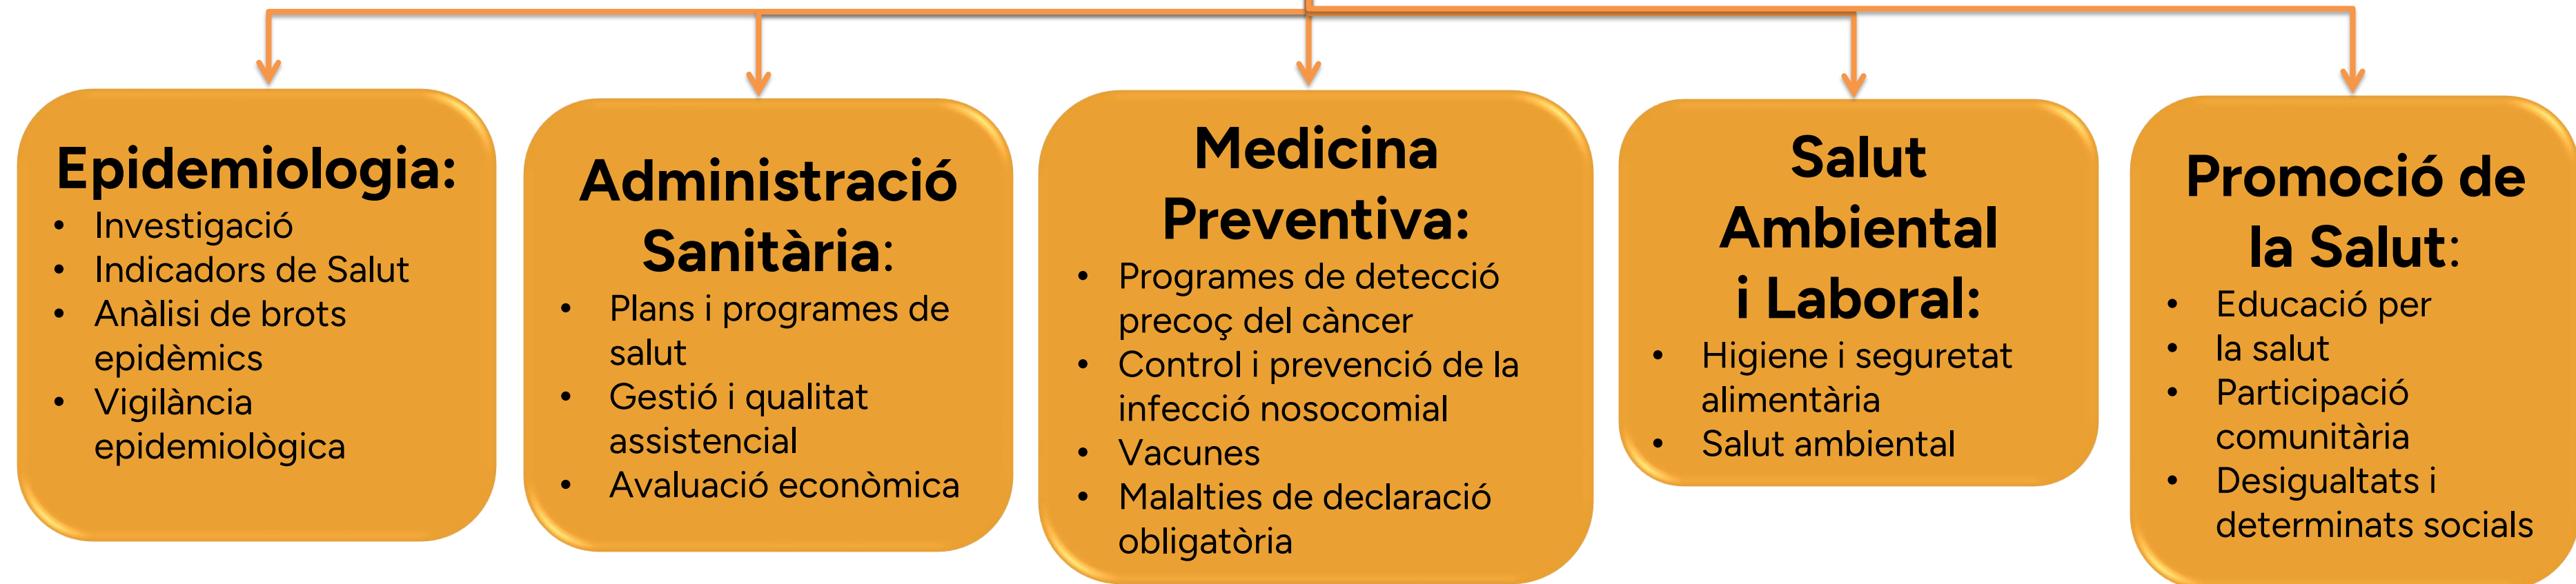 Epidemiologia:
• Investigació
• Indicadors de Salut
• Anàlisi de brots
epidèmics
• Vigilància
epidemiològica
Administració
Sanitària:
• Plans i programes de
salut
• Gestió i qualitat
assistencial
• Avaluació econòmica
Medicina
Preventiva:
• Programes de detecció
precoç del càncer
• Control i prevenció de la
infecció nosocomial
• Vacunes
• Malalties de declaració
obligatòria
Salut
Ambiental
i Laboral:
• Higiene i seguretat
alimentària
• Salut ambiental
Promoció de
la Salut:
• Educació per
• la salut
• Participació
comunitària
• Desigualtats i
determinats socials